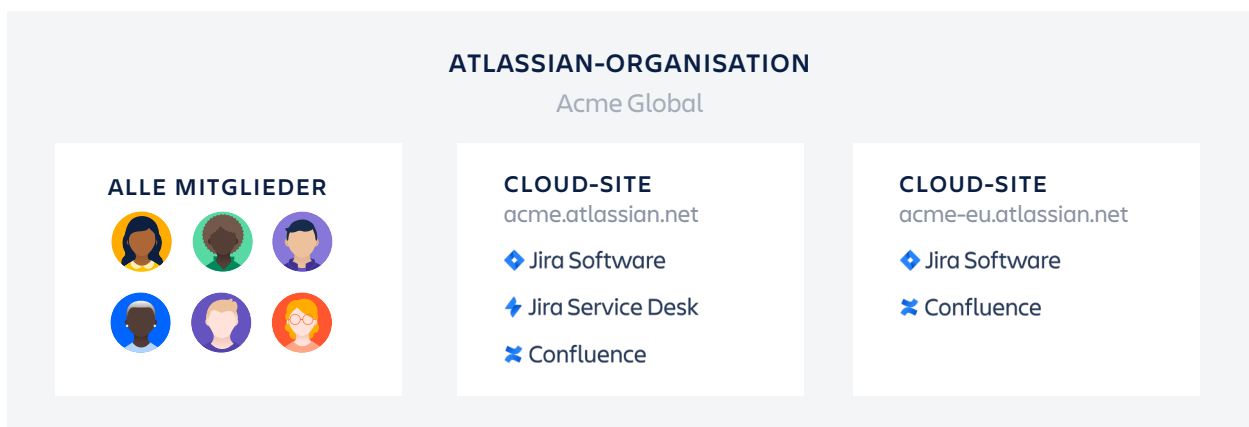 ATLASSIAN-ORGANISATION
Acme Global
ALLE MITGLIEDER
CLOUD-SITE
acme.atlassian.net
Jira Software
Jira Service Desk
Confluence
CLOUD-SITE
acme-eu.atlassian.net
Jira Software
Confluence